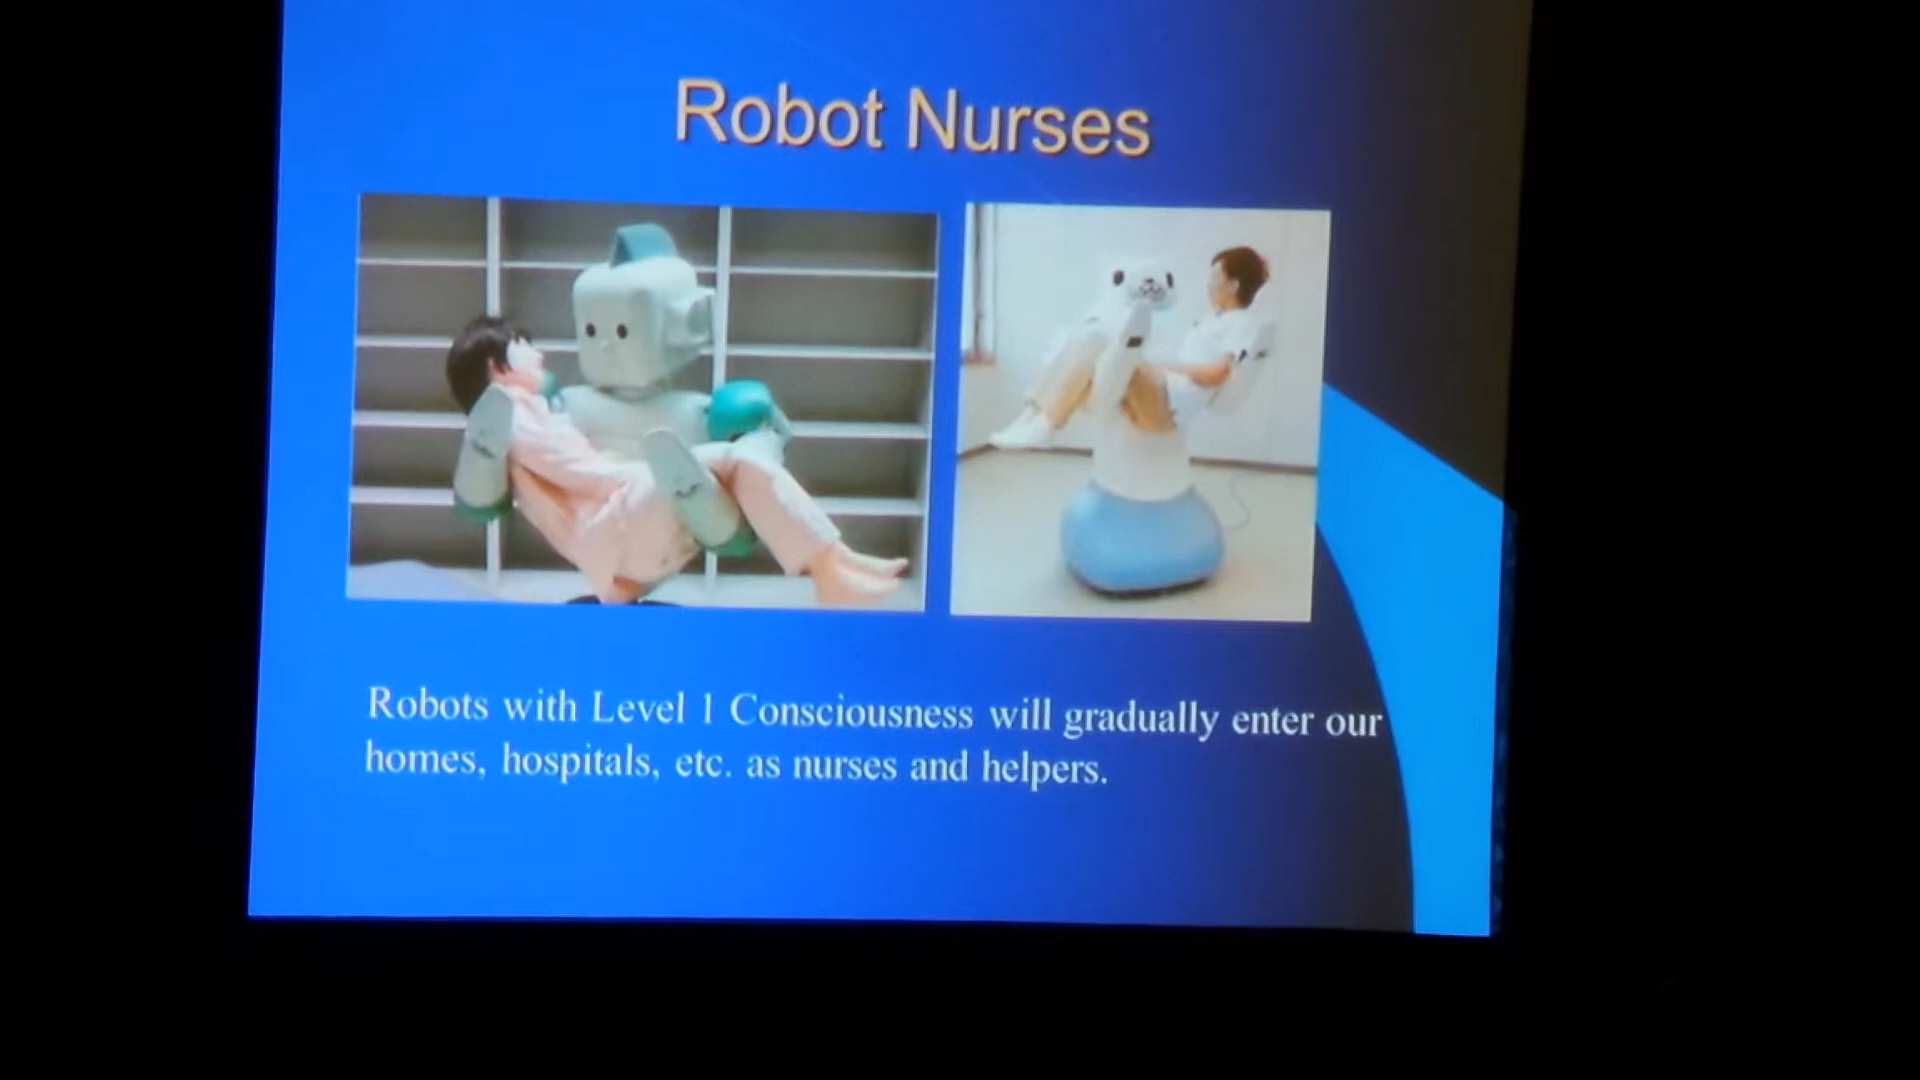 Robot Nurses
Robots with Level 1 Consciousness will gradually enter our
homes, hospitals, etc. as nurses and helpers.